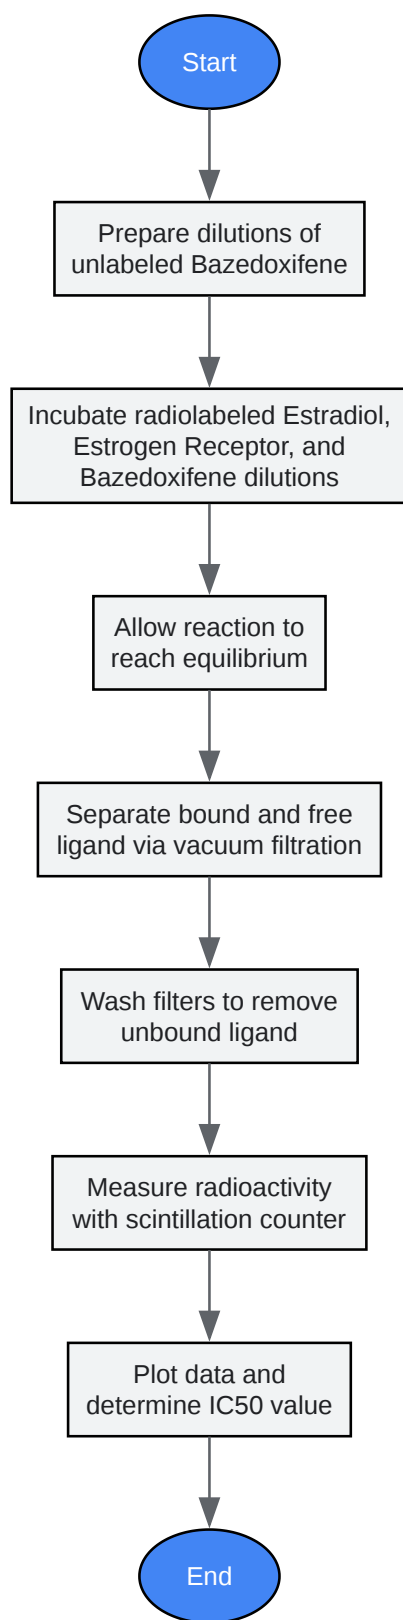 Start
Prepare dilutions of
unlabeled Bazedoxifene
Incubate radiolabeled Estradiol,
Estrogen Receptor, and
Bazedoxifene dilutions
Allow reaction to
reach equilibrium
Separate bound and free
ligand via vacuum filtration
Wash filters to remove
unbound ligand
Measure radioactivity
with scintillation counter
Plot data and
determine IC50 value
End